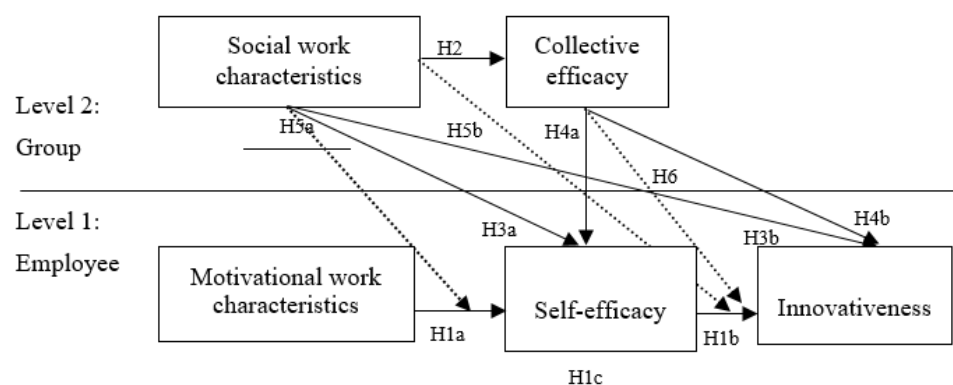 Social work
characteristics
H2
Collective
efficacy
Level 2:
Group
H5a
H5b
H4a
H6
Level 1:
Employee
H3a
H3b
H4b
Motivational work
characteristics
H1a
Self-efficacy
H1b
Innovativeness
H1c